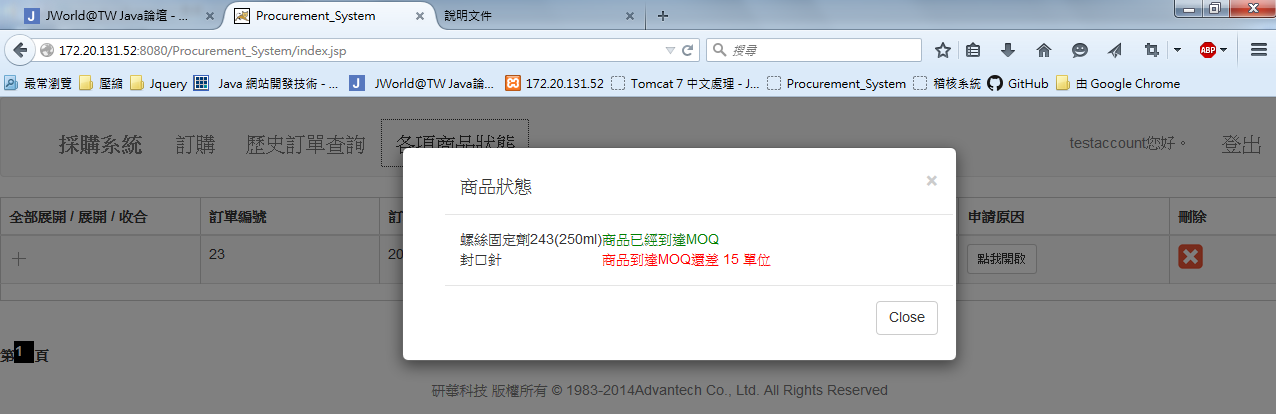 JWorld@TW Java論壇 - ...
Procurement_System
說明文件
172.20.131.52:8080/Procurement_System/index.jsp
搜尋
ABP
最常瀏覽 壓縮 Jquery Java 網站開發技術 - ... JWorld@TW Java論... 172.20.131.52 Tomcat 7 中文處理 - J... Procurement_System 稽核系統 GitHub 由 Google Chrome
採購系統 訂購 歷史訂單查詢 各項商品狀態 testaccount您好。 登出
商品狀態 ×
全部展開 / 展開 / 收合 訂單編號 訂 申請原因 刪除
螺絲固定劑243(250ml) 商品已經到達MOQ
封口針 商品到達MOQ還差 15 單位
23 20 點我開啟
Close
第1頁
研華科技 版權所有 © 1983-2014Advantech Co., Ltd. All Rights Reserved